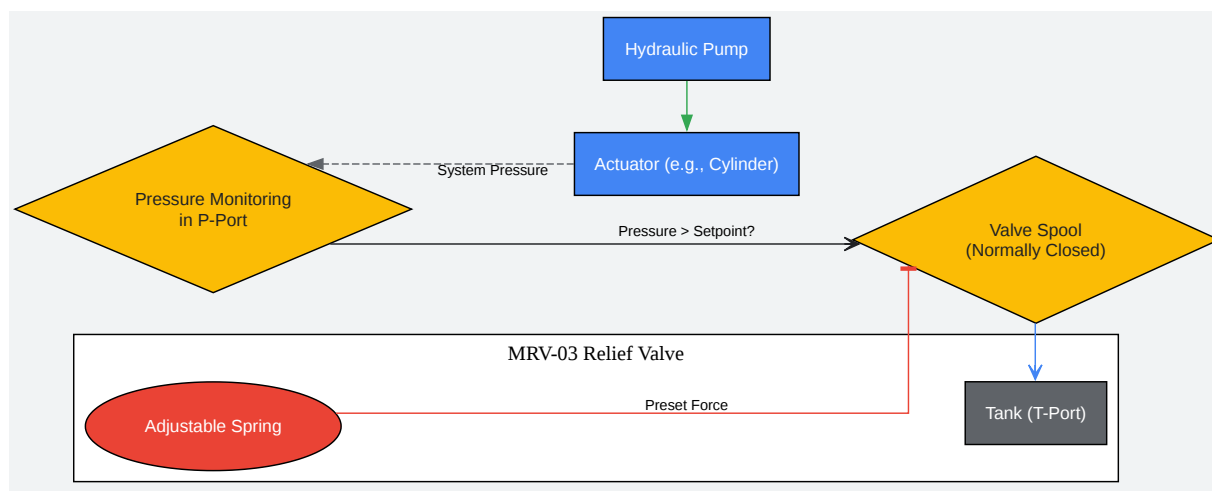 Hydraulic Pump
Actuator (e.g., Cylinder)
System Pressure
Pressure Monitoring
in P-Port
Pressure > Setpoint?
Valve Spool
(Normally Closed)
MRV-03 Relief Valve
Adjustable Spring
Preset Force
Tank (T-Port)